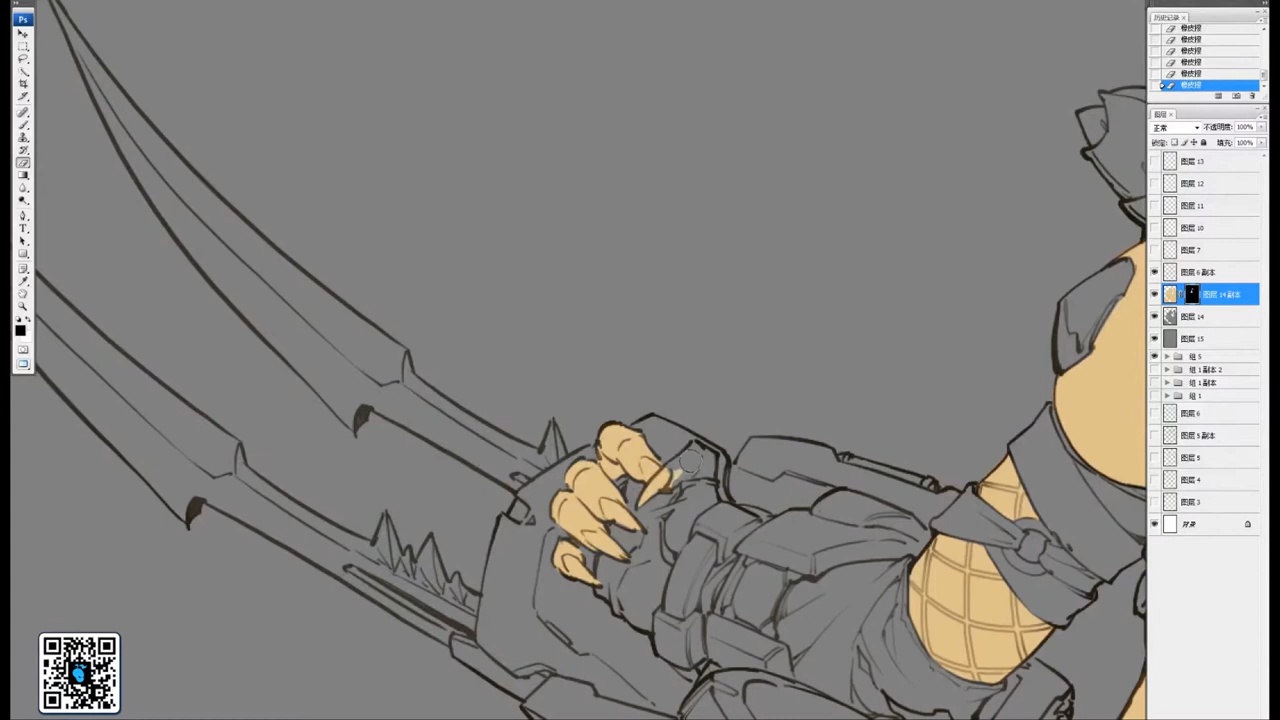 Ps
历史记录
橡皮擦
橡皮擦
橡皮擦
橡皮擦
橡皮擦
橡皮擦
图层
正常
不透明度: 100%
锁定:
填充: 100%
图层 13
图层 12
图层 11
图层 10
图层 7
图层 6 副本
图层 14 副本
图层 14
图层 15
组 5
组 1 副本 2
组 1 副本
组 1
图层 6
图层 5 副本
图层 5
图层 4
图层 3
背景
T